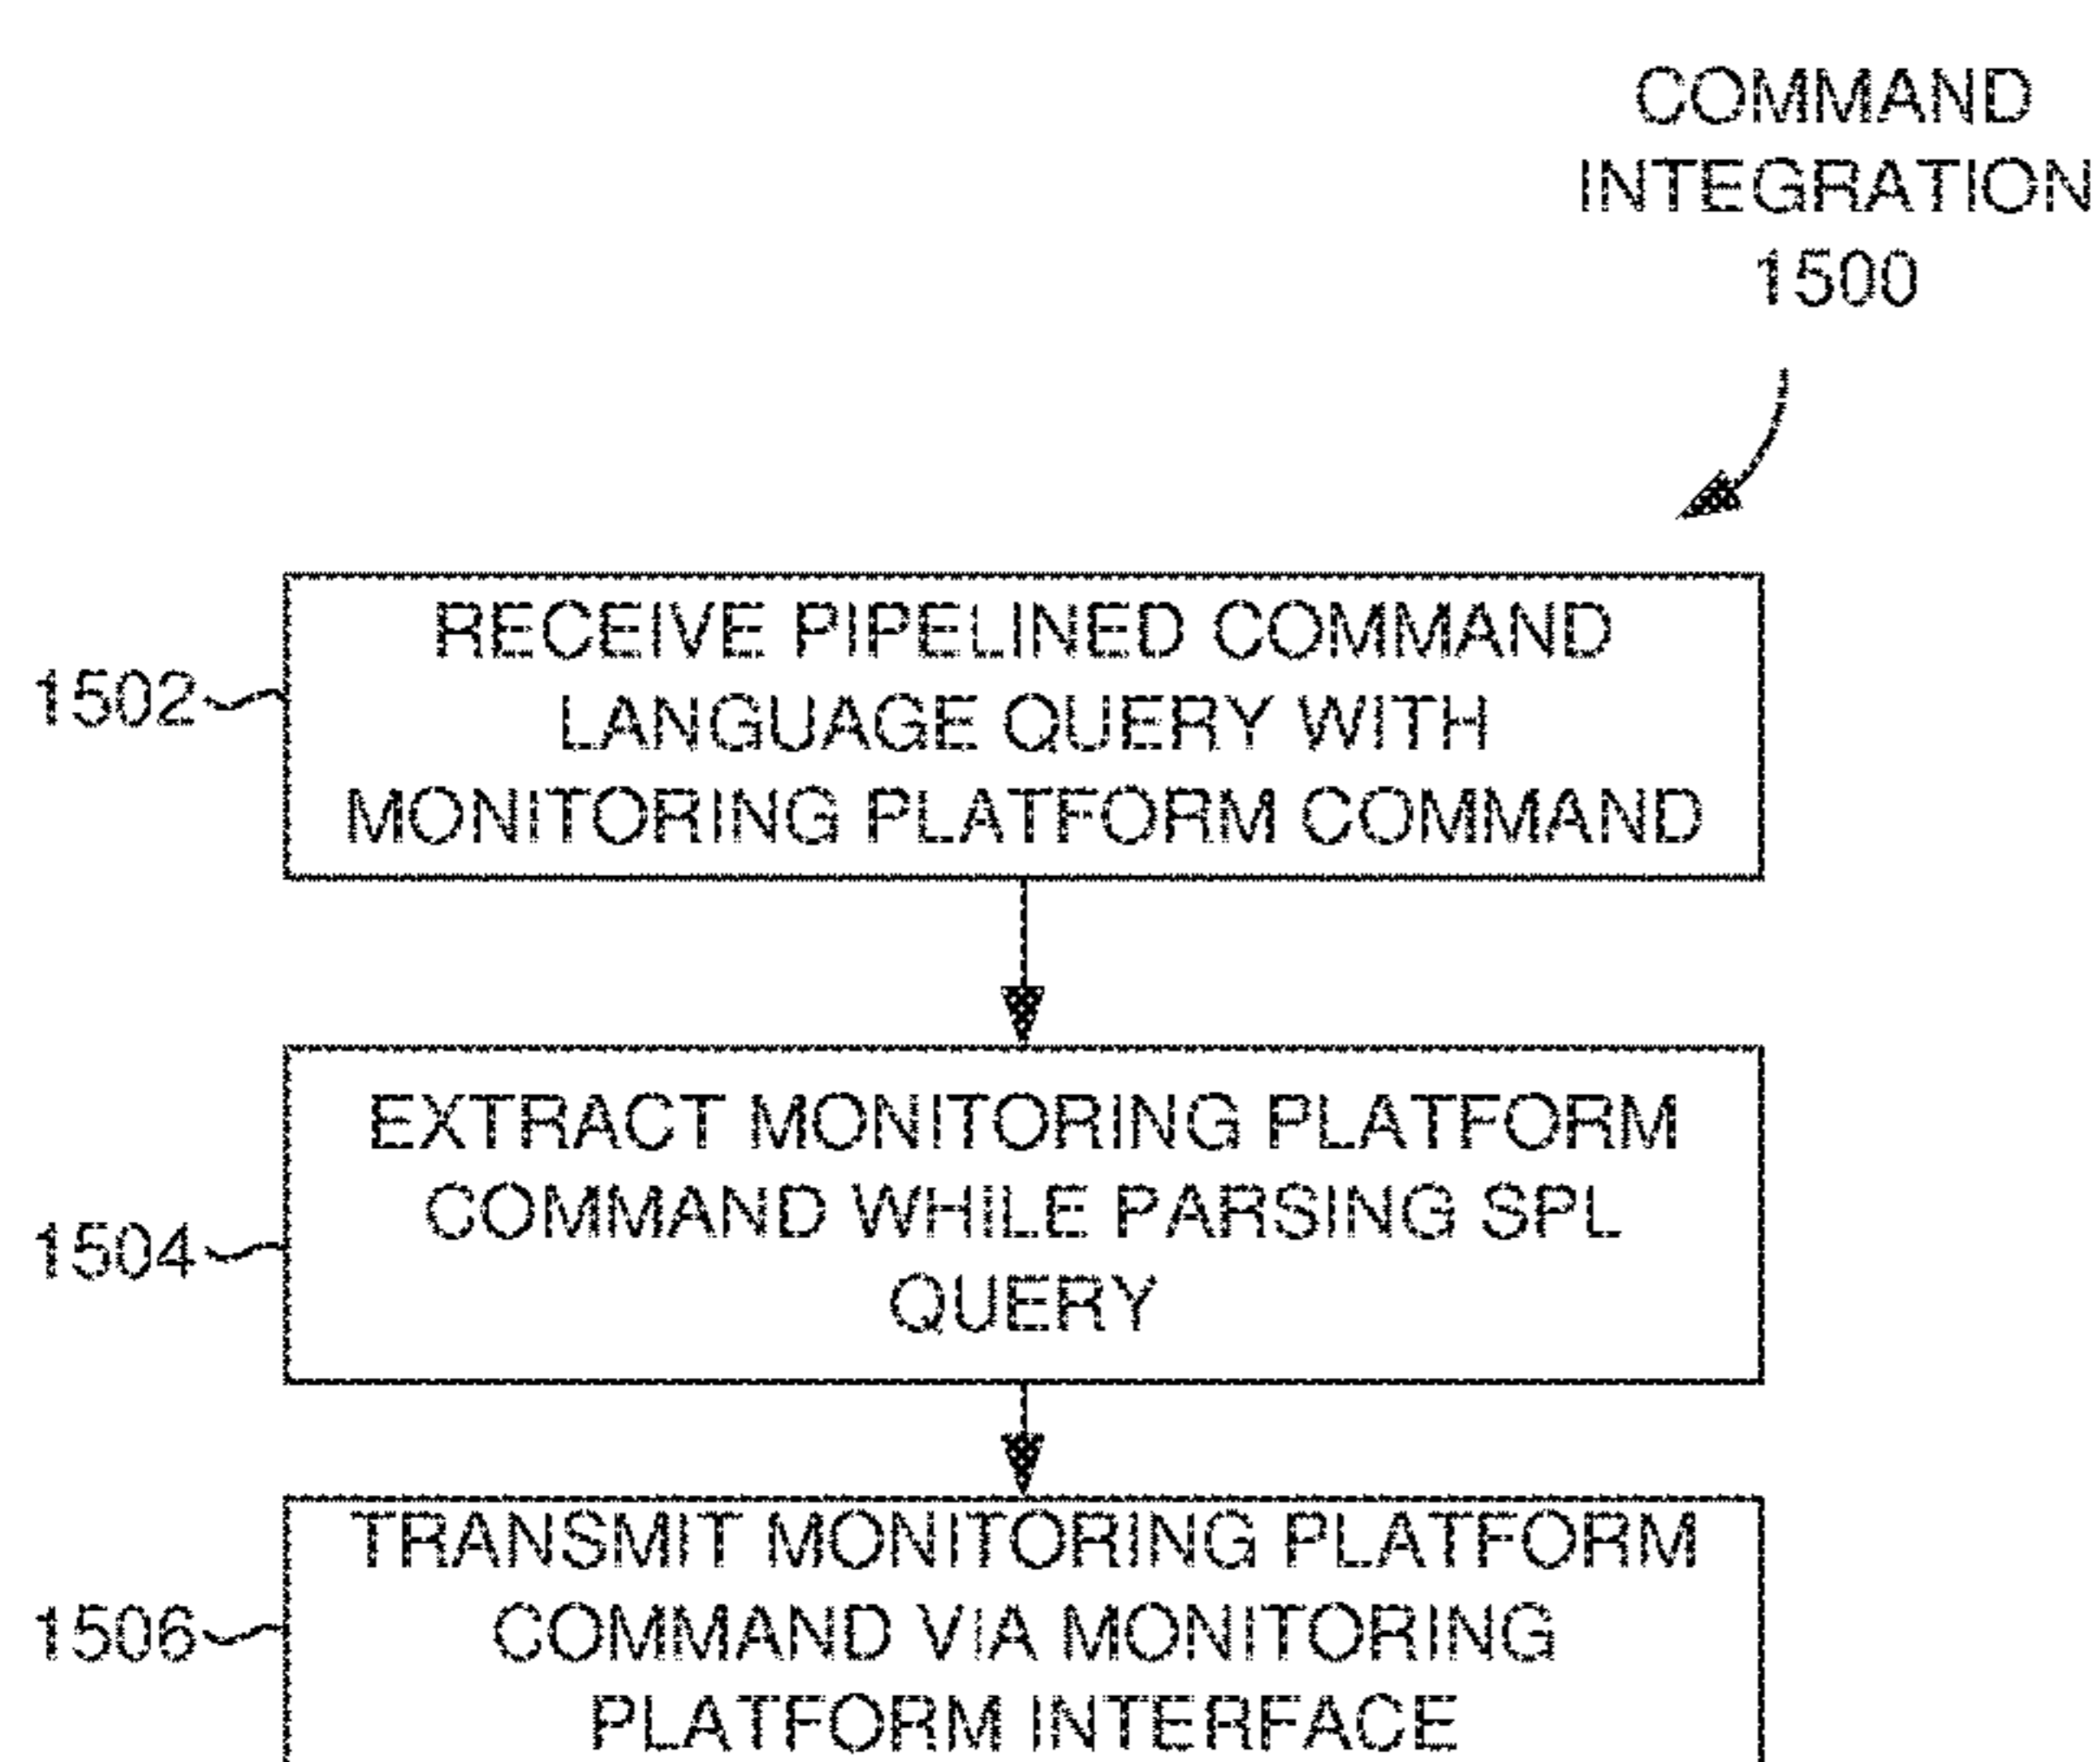 COMMAND
INTEGRATION
1500
RECEIVE PIPELINED COMMAND
LANGUAGE QUERY WITH
MONITORING PLATFORM COMMAND
1502
EXTRACT MONITORING PLATFORM
COMMAND WHILE PARSING SPL
QUERY
1504
TRANSMIT MONITORING PLATFORM
COMMAND VIA MONITORING
PLATFORM INTERFACE
1506